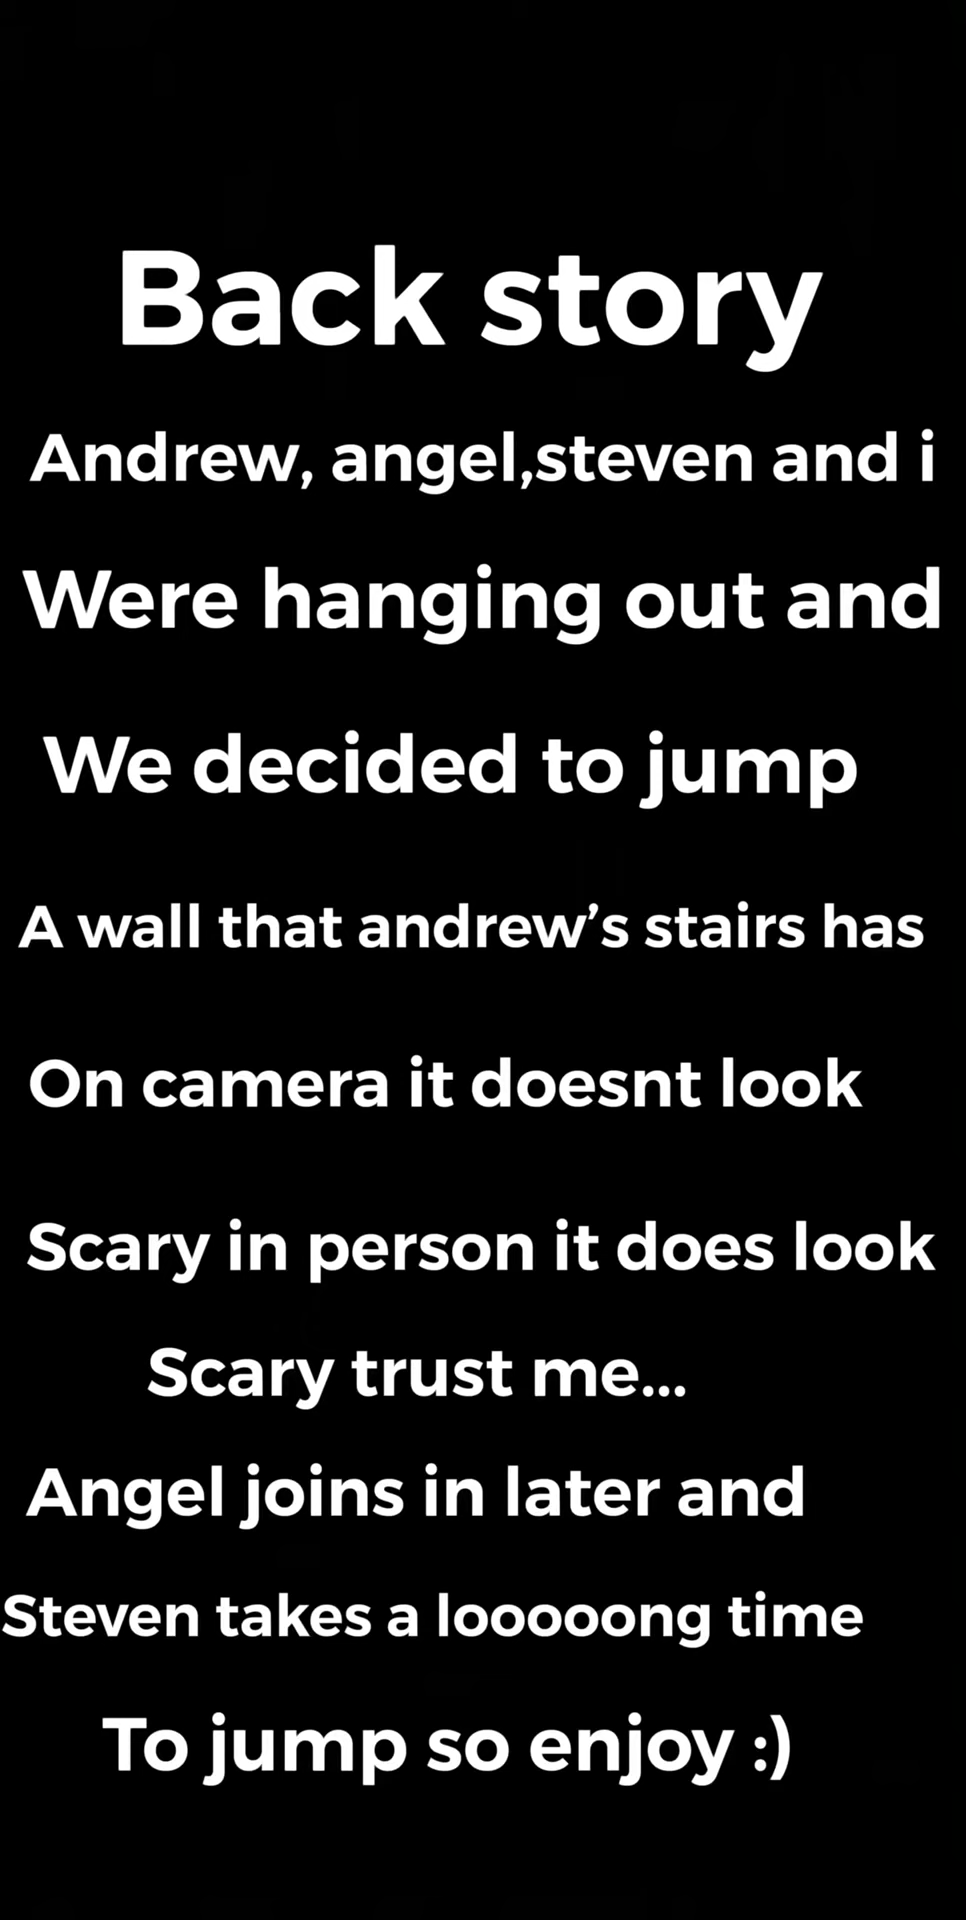 Back story
Andrew, angel,steven and i
Were hanging out and
We decided to jump
A wall that andrew’s stairs has
On camera it doesnt look
Scary in person it does look
Scary trust me...
Angel joins in later and
Steven takes a looooong time
To jump so enjoy :)